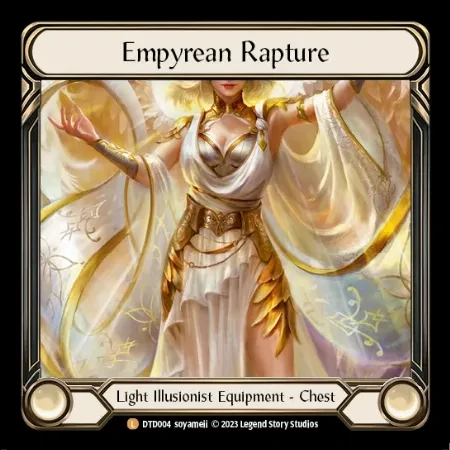 Empyrean Rapture
Light Illusionist Equipment - Chest
L DTD004 soyameii © 2023 Legend Story Studios